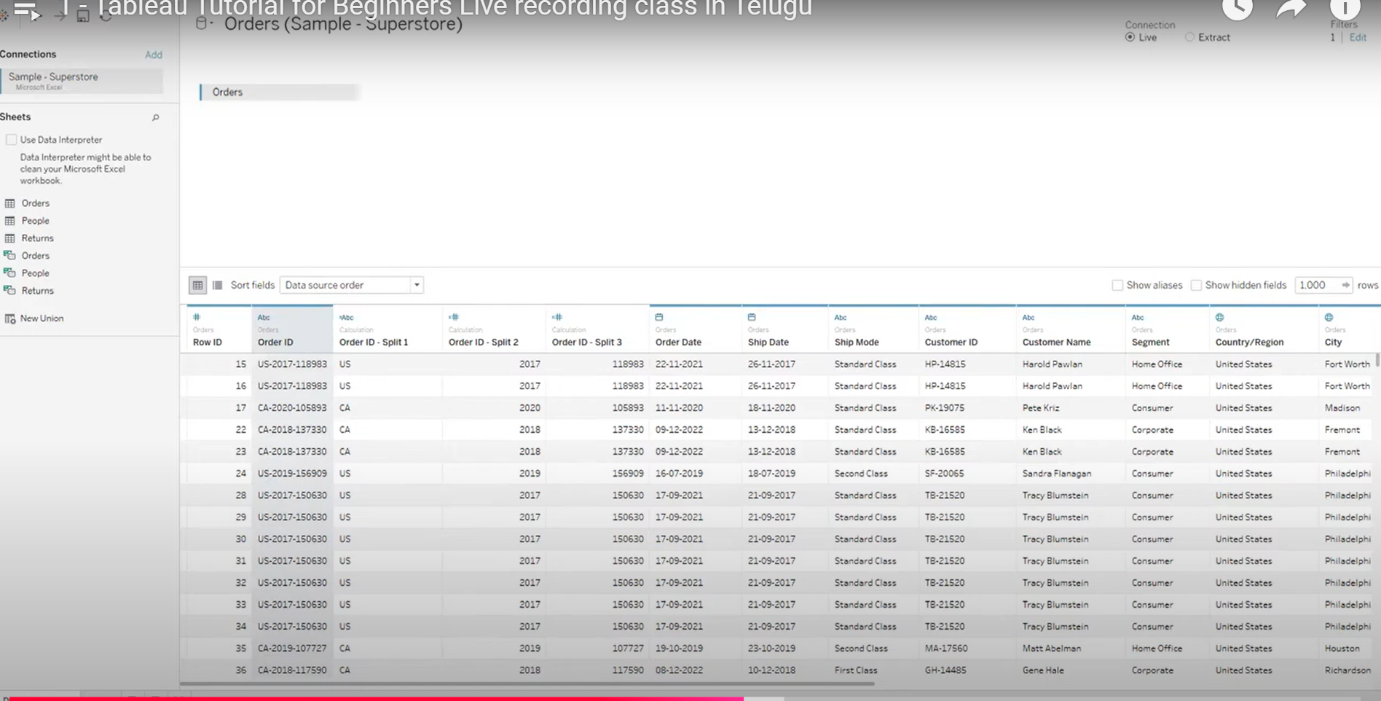 1 - Tableau Tutorial for Beginners Live recording class in Telugu
Orders (Sample - Superstore)
Connection
Live Extract
Filters
1 Edit
Connections Add
Sample - Superstore
Microsoft Excel
Orders
Sheets
Use Data Interpreter
Data Interpreter might be able to
clean your Microsoft Excel
workbook.
Orders
People
Returns
Orders
People
Returns
New Union
Sort fields Data source order Show aliases Show hidden fields 1.000 rows
# Abc =Abc =# =# Abc Abc Abc Abc
Orders Orders Calculation Calculation Calculation Orders Orders Orders Orders Orders Orders Orders Orders
Row ID Order ID Order ID - Split 1 Order ID - Split 2 Order ID - Split 3 Order Date Ship Date Ship Mode Customer ID Customer Name Segment Country/Region City
15 US-2017-118983 US 2017 118983 22-11-2021 26-11-2017 Standard Class HP-14815 Harold Pawlan Home Office United States Fort Worth
16 US-2017-118983 US 2017 118983 22-11-2021 26-11-2017 Standard Class HP-14815 Harold Pawlan Home Office United States Fort Worth
17 CA-2020-105893 CA 2020 105893 11-11-2020 18-11-2020 Standard Class PK-19075 Pete Kriz Consumer United States Madison
22 CA-2018-137330 CA 2018 137330 09-12-2022 13-12-2018 Standard Class KB-16585 Ken Black Corporate United States Fremont
23 CA-2018-137330 CA 2018 137330 09-12-2022 13-12-2018 Standard Class KB-16585 Ken Black Corporate United States Fremont
24 US-2019-156909 US 2019 156909 16-07-2019 18-07-2019 Second Class SF-20065 Sandra Flanagan Consumer United States Philadelphi
28 US-2017-150630 US 2017 150630 17-09-2021 21-09-2017 Standard Class TB-21520 Tracy Blumstein Consumer United States Philadelphi
29 US-2017-150630 US 2017 150630 17-09-2021 21-09-2017 Standard Class TB-21520 Tracy Blumstein Consumer United States Philadelphi
30 US-2017-150630 US 2017 150630 17-09-2021 21-09-2017 Standard Class TB-21520 Tracy Blumstein Consumer United States Philadelphi
31 US-2017-150630 US 2017 150630 17-09-2021 21-09-2017 Standard Class TB-21520 Tracy Blumstein Consumer United States Philadelphi
32 US-2017-150630 US 2017 150630 17-09-2021 21-09-2017 Standard Class TB-21520 Tracy Blumstein Consumer United States Philadelphi
33 US-2017-150630 US 2017 150630 17-09-2021 21-09-2017 Standard Class TB-21520 Tracy Blumstein Consumer United States Philadelphi
34 US-2017-150630 US 2017 150630 17-09-2021 21-09-2017 Standard Class TB-21520 Tracy Blumstein Consumer United States Philadelphi
35 CA-2019-107727 CA 2019 107727 19-10-2019 23-10-2019 Second Class MA-17560 Matt Abelman Home Office United States Houston
36 CA-2018-117590 CA 2018 117590 08-12-2022 10-12-2018 First Class GH-14485 Gene Hale Corporate United States Richardson